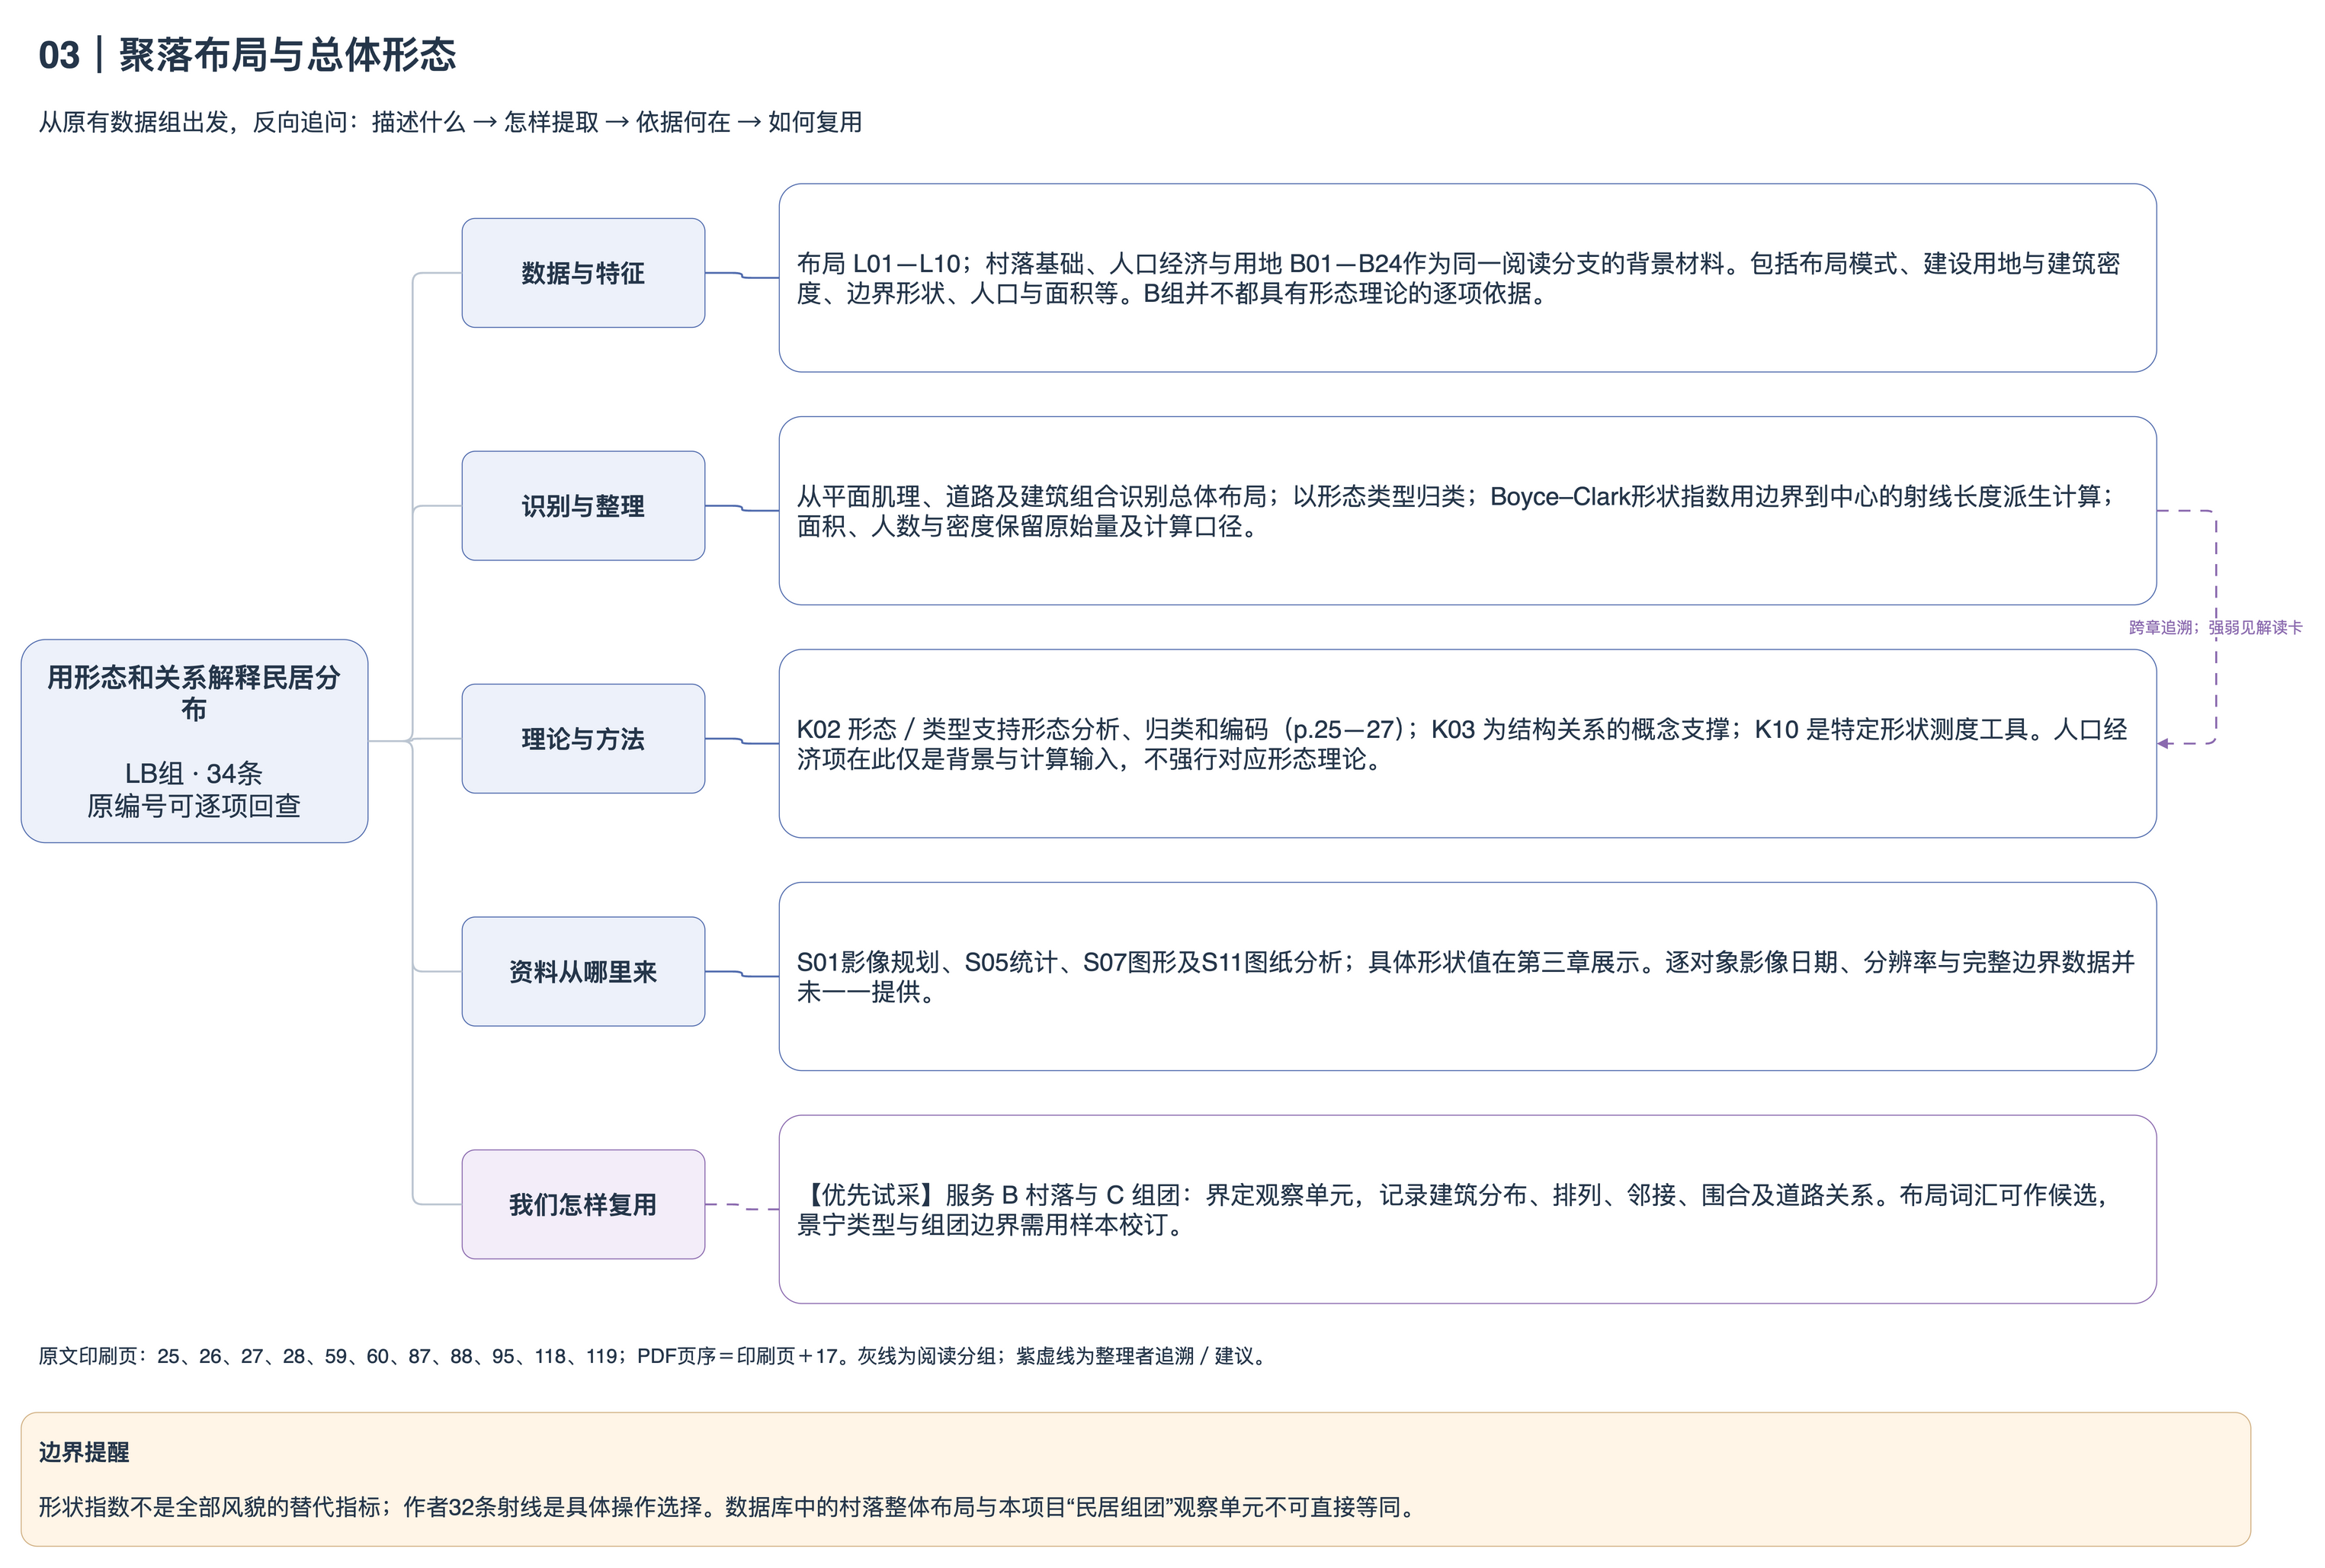 03｜聚落布局与总体形态
从原有数据组出发，反向追问：描述什么 → 怎样提取 → 依据何在 → 如何复用
用形态和关系解释民居分
布
LB组 · 34条
原编号可逐项回查
数据与特征
布局 L01—L10；村落基础、人口经济与用地 B01—B24作为同一阅读分支的背景材料。包括布局模式、建设用地与建筑密
度、边界形状、人口与面积等。B组并不都具有形态理论的逐项依据。
识别与整理
从平面肌理、道路及建筑组合识别总体布局；以形态类型归类；Boyce–Clark形状指数用边界到中心的射线长度派生计算；
面积、人数与密度保留原始量及计算口径。
跨章追溯；强弱见解读卡
理论与方法
K02 形态 / 类型支持形态分析、归类和编码（p.25—27）；K03 为结构关系的概念支撑；K10 是特定形状测度工具。人口经
济项在此仅是背景与计算输入，不强行对应形态理论。
资料从哪里来
S01影像规划、S05统计、S07图形及S11图纸分析；具体形状值在第三章展示。逐对象影像日期、分辨率与完整边界数据并
未一一提供。
我们怎样复用
【优先试采】服务 B 村落与 C 组团：界定观察单元，记录建筑分布、排列、邻接、围合及道路关系。布局词汇可作候选，
景宁类型与组团边界需用样本校订。
原文印刷页：25、26、27、28、59、60、87、88、95、118、119；PDF页序＝印刷页＋17。灰线为阅读分组；紫虚线为整理者追溯 / 建议。
边界提醒
形状指数不是全部风貌的替代指标；作者32条射线是具体操作选择。数据库中的村落整体布局与本项目“民居组团”观察单元不可直接等同。